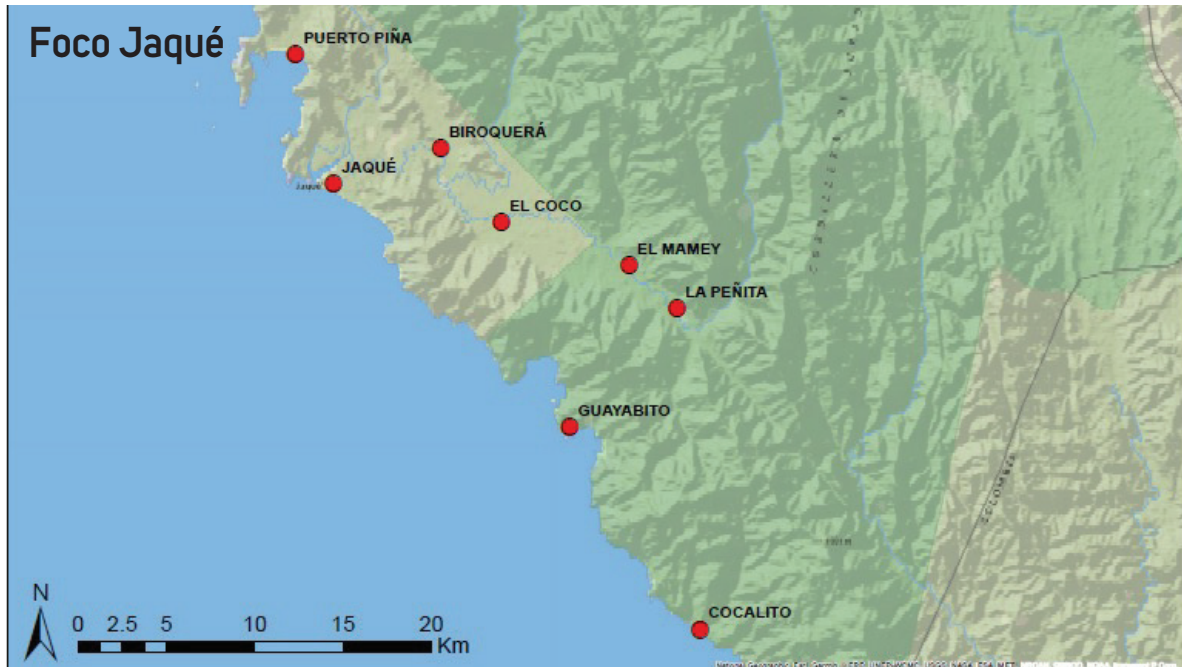 Foco Jaqué
PUERTO PIÑA
BIROQUERÁ
JAQUÉ
Jaqué
EL COCO
EL MAMEY
LA PEÑITA
GUAYABITO
COCALITO
N
0 2.5 5 10 15 20
Km